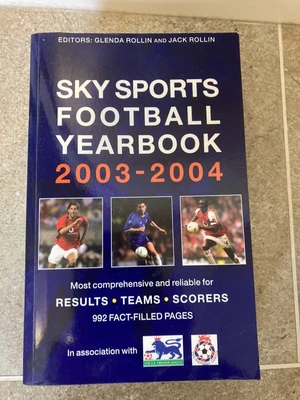 EDITORS: GLENDA ROLLIN AND JACK ROLLIN
SKY SPORTS
FOOTBALL
YEARBOOK
2003-2004
Most comprehensive and reliable for
RESULTS • TEAMS • SCORERS
992 FACT-FILLED PAGES
In association with